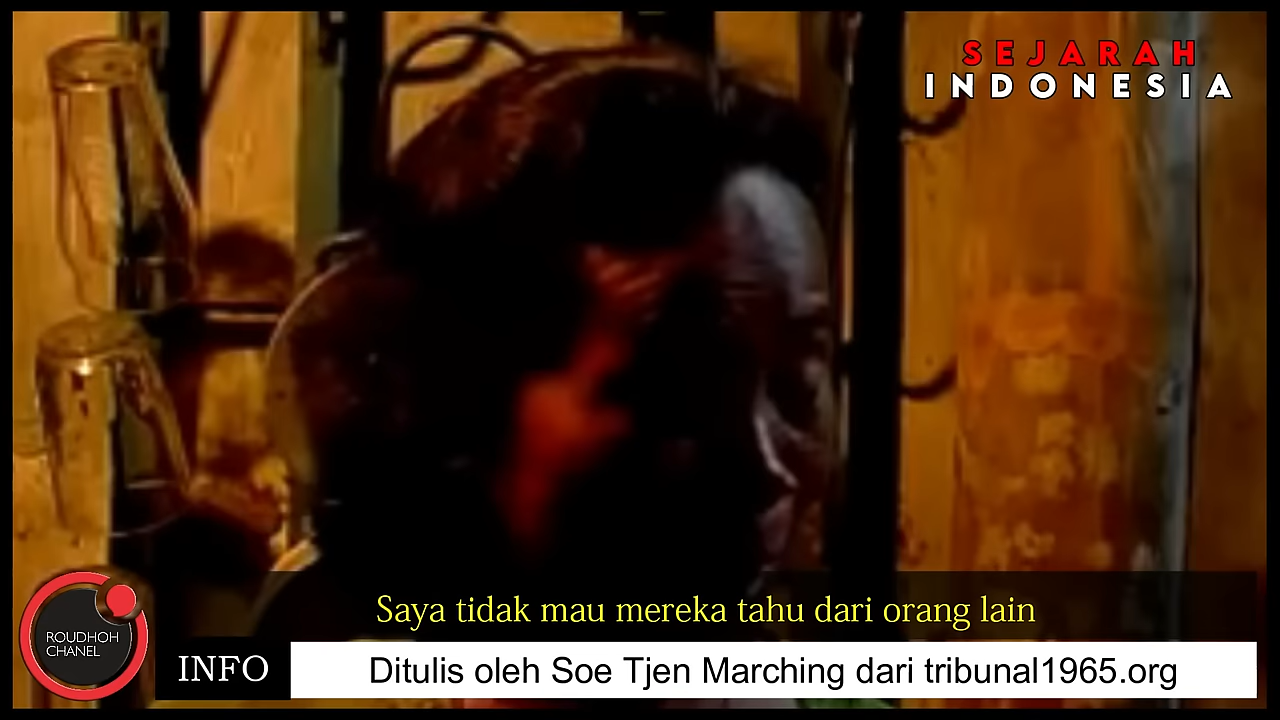 SEJARAH
INDONESIA
Saya tidak mau mereka tahu dari orang lain
ROUDHOH
CHANEL
INFO
Ditulis oleh Soe Tjen Marching dari tribunal1965.org